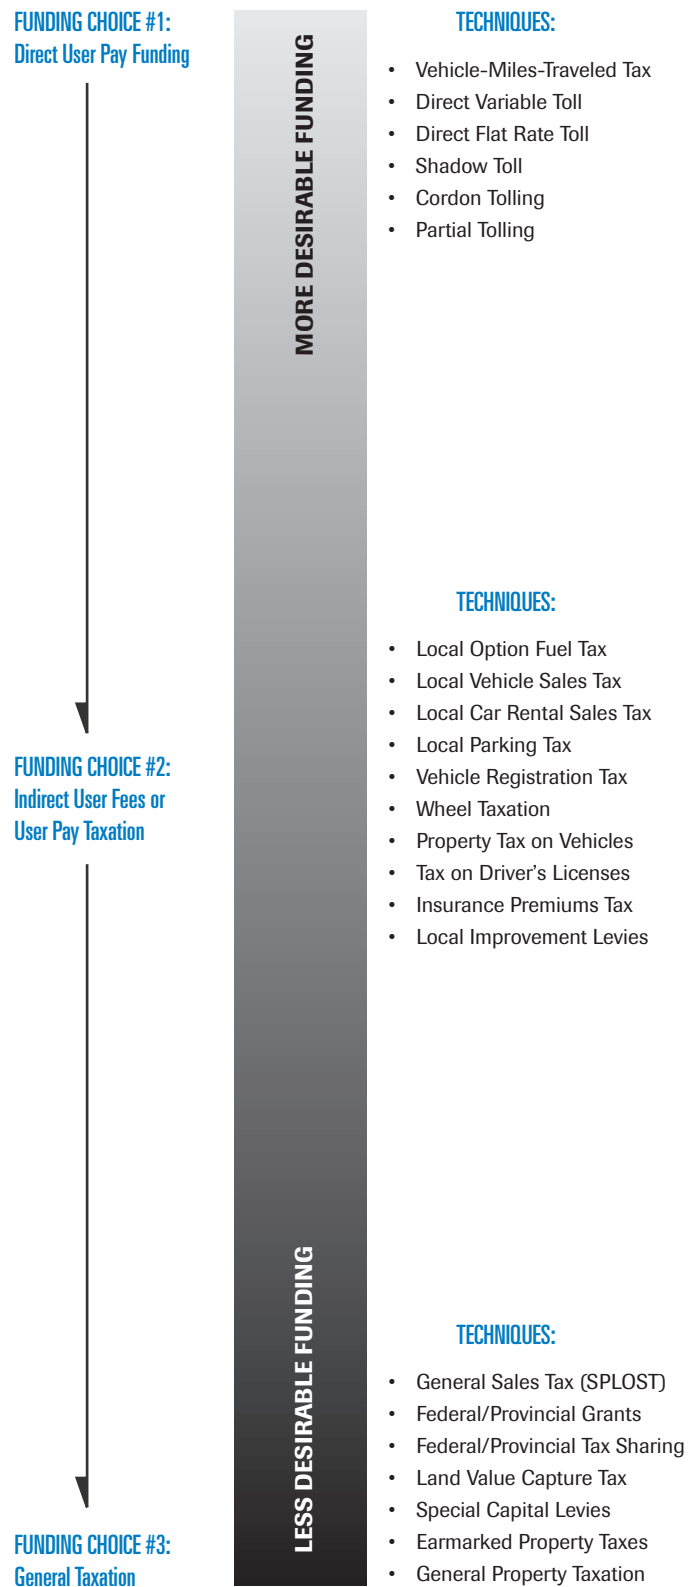 FUNDING CHOICE #1:
Direct User Pay Funding
MORE DESIRABLE FUNDING
TECHNIQUES:
• Vehicle-Miles-Traveled Tax
• Direct Variable Toll
• Direct Flat Rate Toll
• Shadow Toll
• Cordon Tolling
• Partial Tolling
FUNDING CHOICE #2:
Indirect User Fees or
User Pay Taxation
TECHNIQUES:
• Local Option Fuel Tax
• Local Vehicle Sales Tax
• Local Car Rental Sales Tax
• Local Parking Tax
• Vehicle Registration Tax
• Wheel Taxation
• Property Tax on Vehicles
• Tax on Driver’s Licenses
• Insurance Premiums Tax
• Local Improvement Levies
LESS DESIRABLE FUNDING
FUNDING CHOICE #3:
General Taxation
TECHNIQUES:
• General Sales Tax (SPLOST)
• Federal/Provincial Grants
• Federal/Provincial Tax Sharing
• Land Value Capture Tax
• Special Capital Levies
• Earmarked Property Taxes
• General Property Taxation